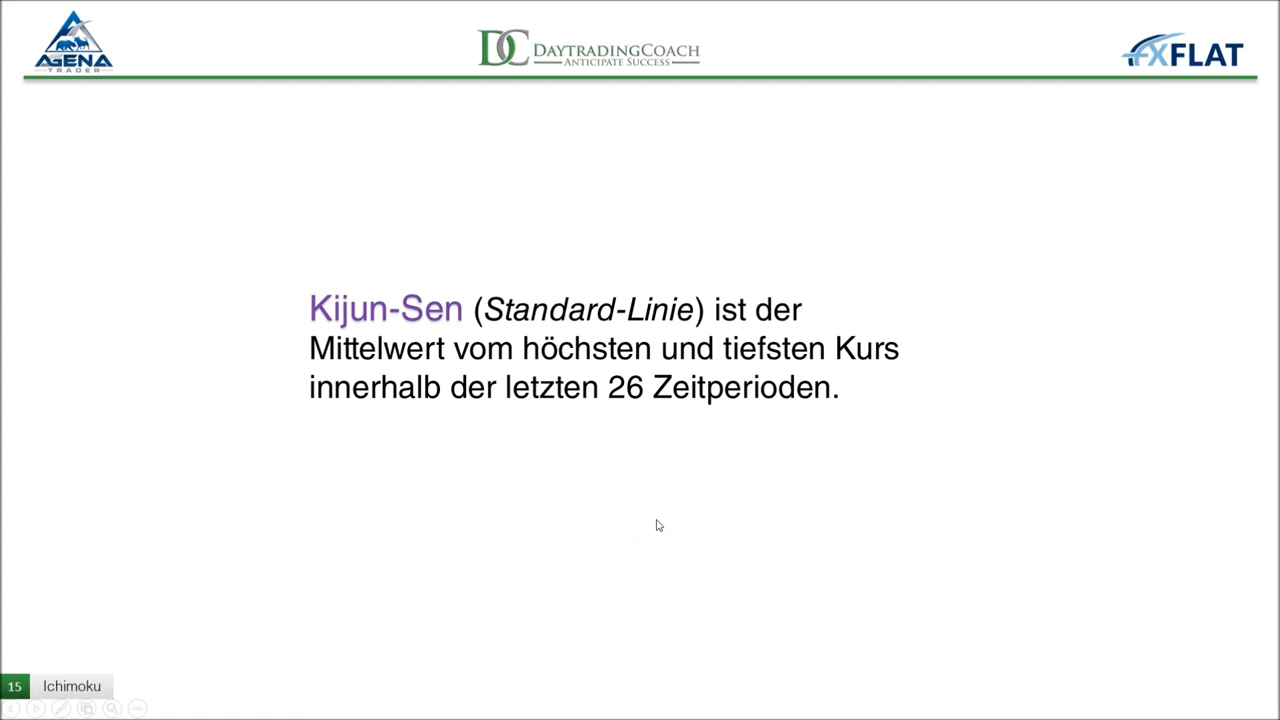 AGENA
TRADER
DC DAYTRADINGCOACH
ANTICIPATE SUCCESS
FXFLAT
Kijun-Sen (Standard-Linie) ist der
Mittelwert vom höchsten und tiefsten Kurs
innerhalb der letzten 26 Zeitperioden.
15 Ichimoku